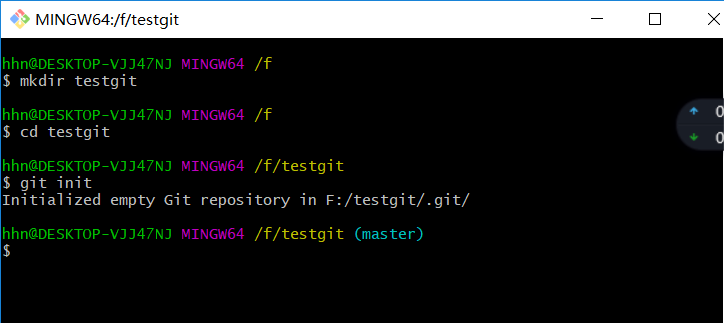 MINGW64:/f/testgit
hhn@DESKTOP-VJJ47NJ MINGW64 /f
$ mkdir testgit
hhn@DESKTOP-VJJ47NJ MINGW64 /f
$ cd testgit
hhn@DESKTOP-VJJ47NJ MINGW64 /f/testgit
$ git init
Initialized empty Git repository in F:/testgit/.git/
hhn@DESKTOP-VJJ47NJ MINGW64 /f/testgit (master)
$
0
0